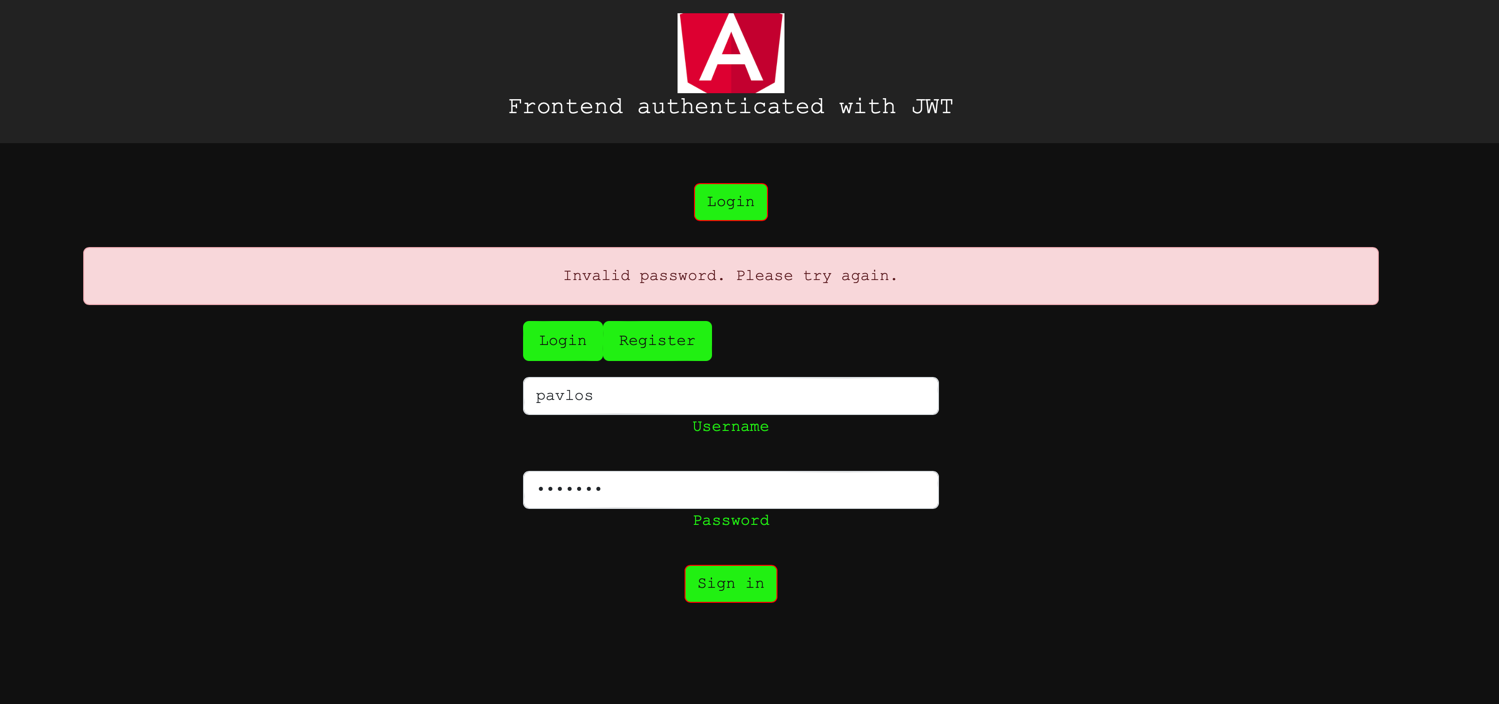 Frontend authenticated with JWT
Login
Invalid password. Please try again.
Login Register
pavlos
Username
•••••••
Password
Sign in